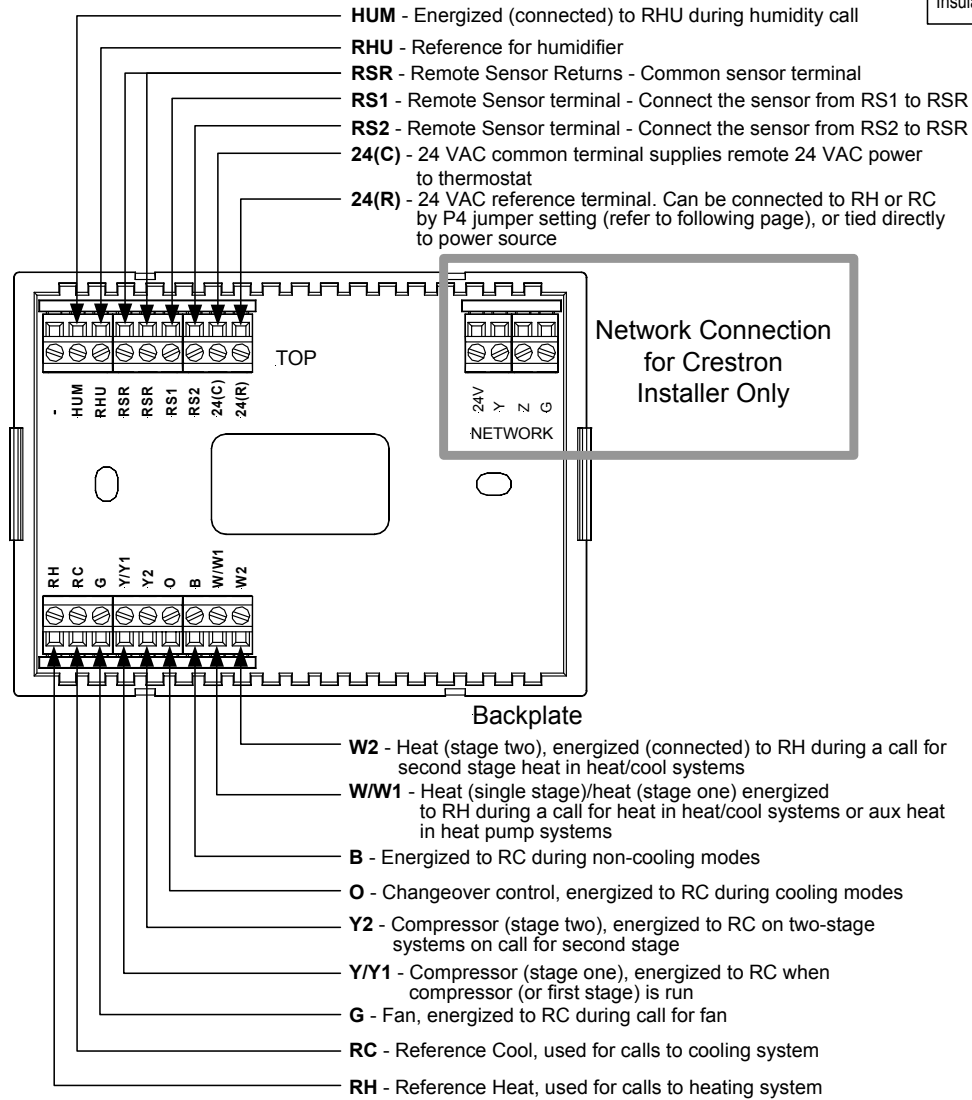 HUM - Energized (connected) to RHU during humidity call
RHU - Reference for humidifier
RSR - Remote Sensor Returns - Common sensor terminal
RS1 - Remote Sensor terminal - Connect the sensor from RS1 to RSR
RS2 - Remote Sensor terminal - Connect the sensor from RS2 to RSR
24(C) - 24 VAC common terminal supplies remote 24 VAC power
to thermostat
24(R) - 24 VAC reference terminal. Can be connected to RH or RC
by P4 jumper setting (refer to following page), or tied directly
to power source
TOP
- HUM RHU RSR RSR RS1 RS2 24(C) 24(R)
24V Y Z G
NETWORK
Network Connection
for Crestron
Installer Only
RH RC G Y/Y1 Y2 O B W/W1 W2
Backplate
W2 - Heat (stage two), energized (connected) to RH during a call for
second stage heat in heat/cool systems
W/W1 - Heat (single stage)/heat (stage one) energized
to RH during a call for heat in heat/cool systems or aux heat
in heat pump systems
B - Energized to RC during non-cooling modes
O - Changeover control, energized to RC during cooling modes
Y2 - Compressor (stage two), energized to RC on two-stage
systems on call for second stage
Y/Y1 - Compressor (stage one), energized to RC when
compressor (or first stage) is run
G - Fan, energized to RC during call for fan
RC - Reference Cool, used for calls to cooling system
RH - Reference Heat, used for calls to heating system